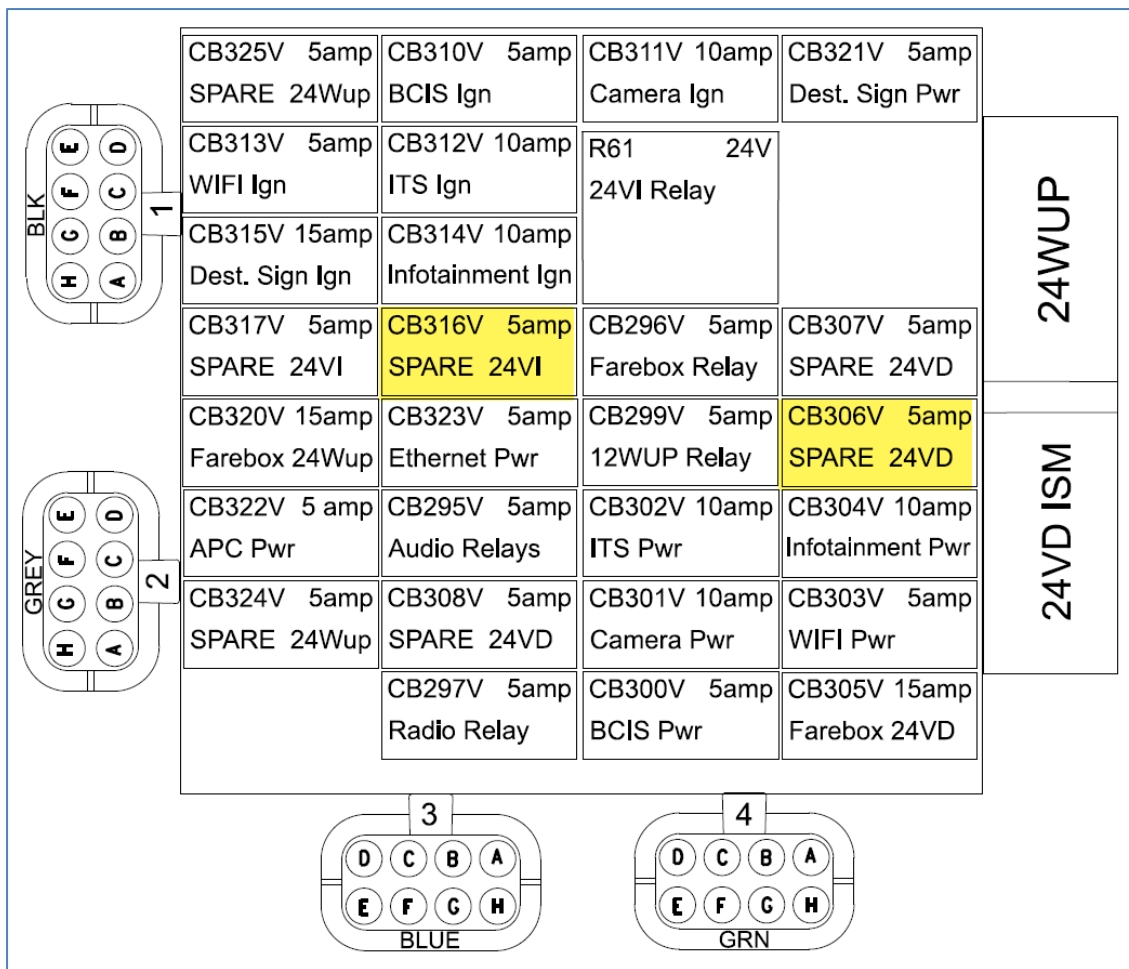 CB325V 5amp
SPARE 24Wup
CB310V 5amp
BCIS Ign
CB311V 10amp
Camera Ign
CB321V 5amp
Dest. Sign Pwr
CB313V 5amp
WIFI Ign
CB312V 10amp
ITS Ign
R61 24V
24VI Relay
CB315V 15amp
Dest. Sign Ign
CB314V 10amp
Infotainment Ign
CB317V 5amp
SPARE 24VI
CB316V 5amp
SPARE 24VI
CB296V 5amp
Farebox Relay
CB307V 5amp
SPARE 24VD
CB320V 15amp
Farebox 24Wup
CB323V 5amp
Ethernet Pwr
CB299V 5amp
12WUP Relay
CB306V 5amp
SPARE 24VD
CB322V 5 amp
APC Pwr
CB295V 5amp
Audio Relays
CB302V 10amp
ITS Pwr
CB304V 10amp
Infotainment Pwr
CB324V 5amp
SPARE 24Wup
CB308V 5amp
SPARE 24VD
CB301V 10amp
Camera Pwr
CB303V 5amp
WIFI Pwr
CB297V 5amp
Radio Relay
CB300V 5amp
BCIS Pwr
CB305V 15amp
Farebox 24VD
BLK
E F G H
D C B A
1
GREY
E F G H
D C B A
2
24WUP
24VD ISM
3
D C B A
E F G H
BLUE
4
D C B A
E F G H
GRN